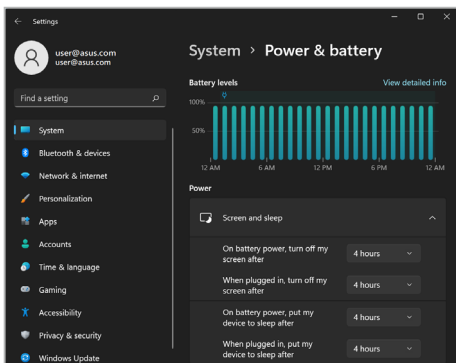 Settings
user@asus.com
user@asus.com
Find a setting
System
Bluetooth & devices
Network & internet
Personalization
Apps
Accounts
Time & language
Gaming
Accessibility
Privacy & security
Windows Update
System > Power & battery
Battery levels
View detailed info
100%
50%
12 AM 6 AM 12 PM 6 PM 12 AM
Power
Screen and sleep
On battery power, turn off my
screen after
4 hours
When plugged in, turn off my
screen after
4 hours
On battery power, put my
device to sleep after
4 hours
When plugged in, put my
device to sleep after
4 hours